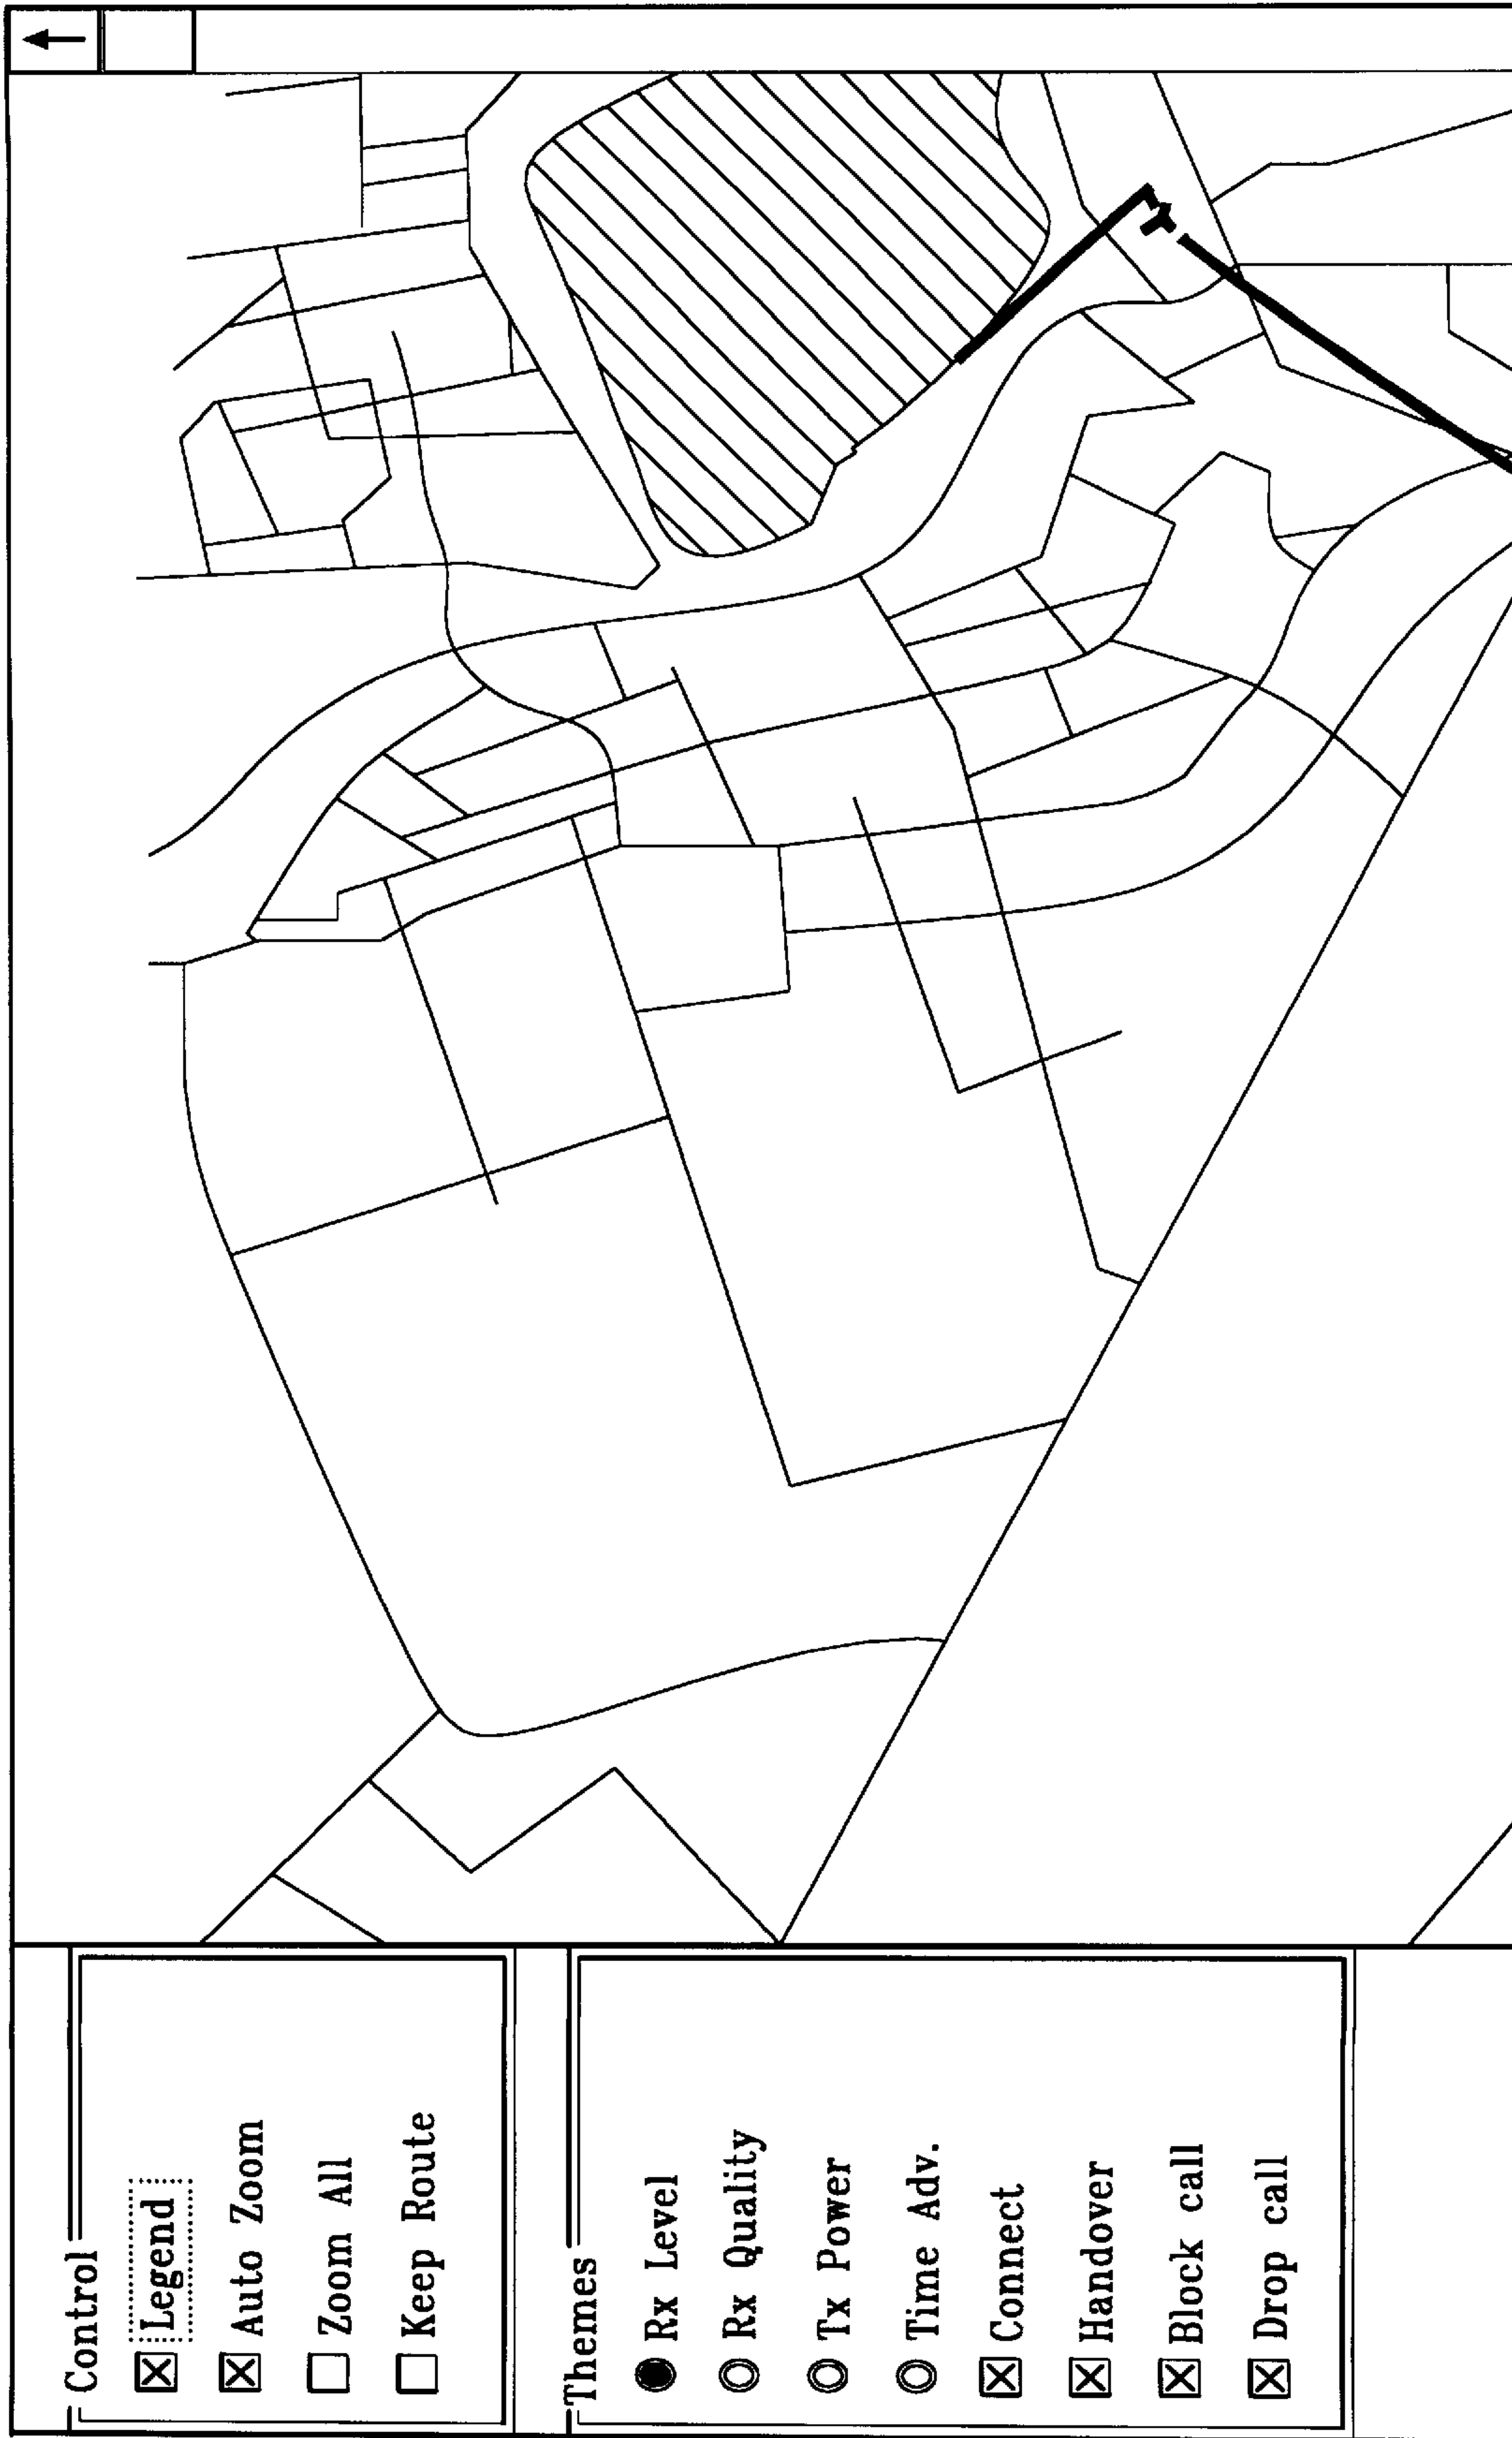 Control
Legend
Auto Zoom
Zoom All
Keep Route
Themes
Rx Level
Rx Quality
Tx Power
Time Adv.
Connect
Handover
Block call
Drop call